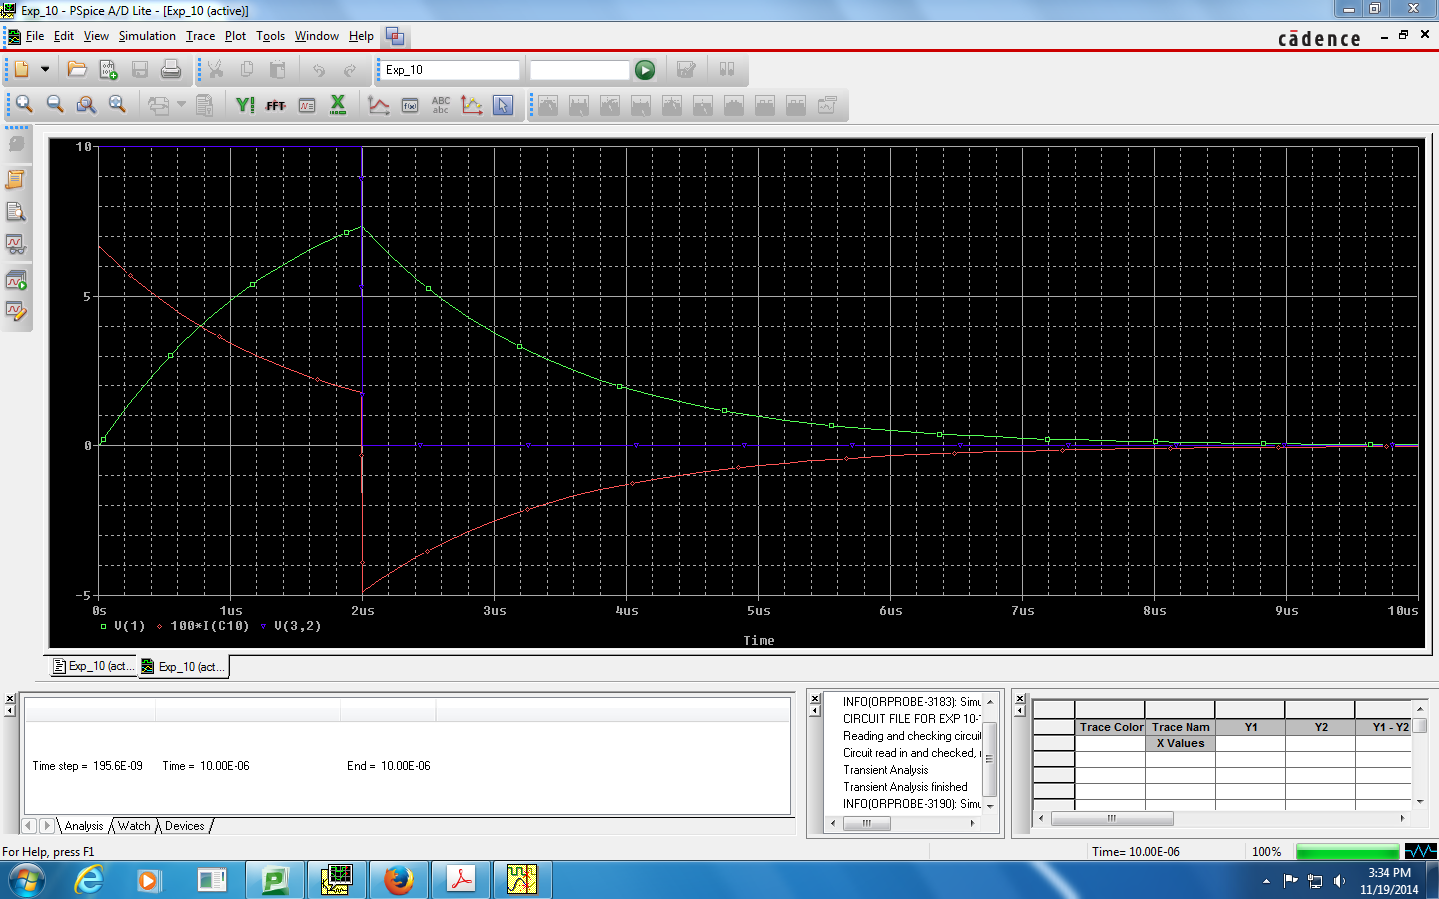 Exp_10 - PSpice A/D Lite - [Exp_10 (active)]
File Edit View Simulation Trace Plot Tools Window Help
cādence
Exp_10
FFT
ABC
abc
f(x)
10
5
0
-5
0s 1us 2us 3us 4us 5us 6us 7us 8us 9us 10us
V(1) 100*I(C10) V(3,2)
Time
Exp_10 (act... Exp_10 (act...
Time step = 195.6E-09 Time = 10.00E-06 End = 10.00E-06
Analysis Watch Devices
INFO(ORPROBE-3183): Simu
CIRCUIT FILE FOR EXP 10-
Reading and checking circuit
Circuit read in and checked,
Transient Analysis
Transient Analysis finished
INFO(ORPROBE-3190): Simu
Trace Color Trace Nam Y1 Y2 Y1 - Y2
X Values
For Help, press F1
Time= 10.00E-06 100%
3:34 PM
11/19/2014